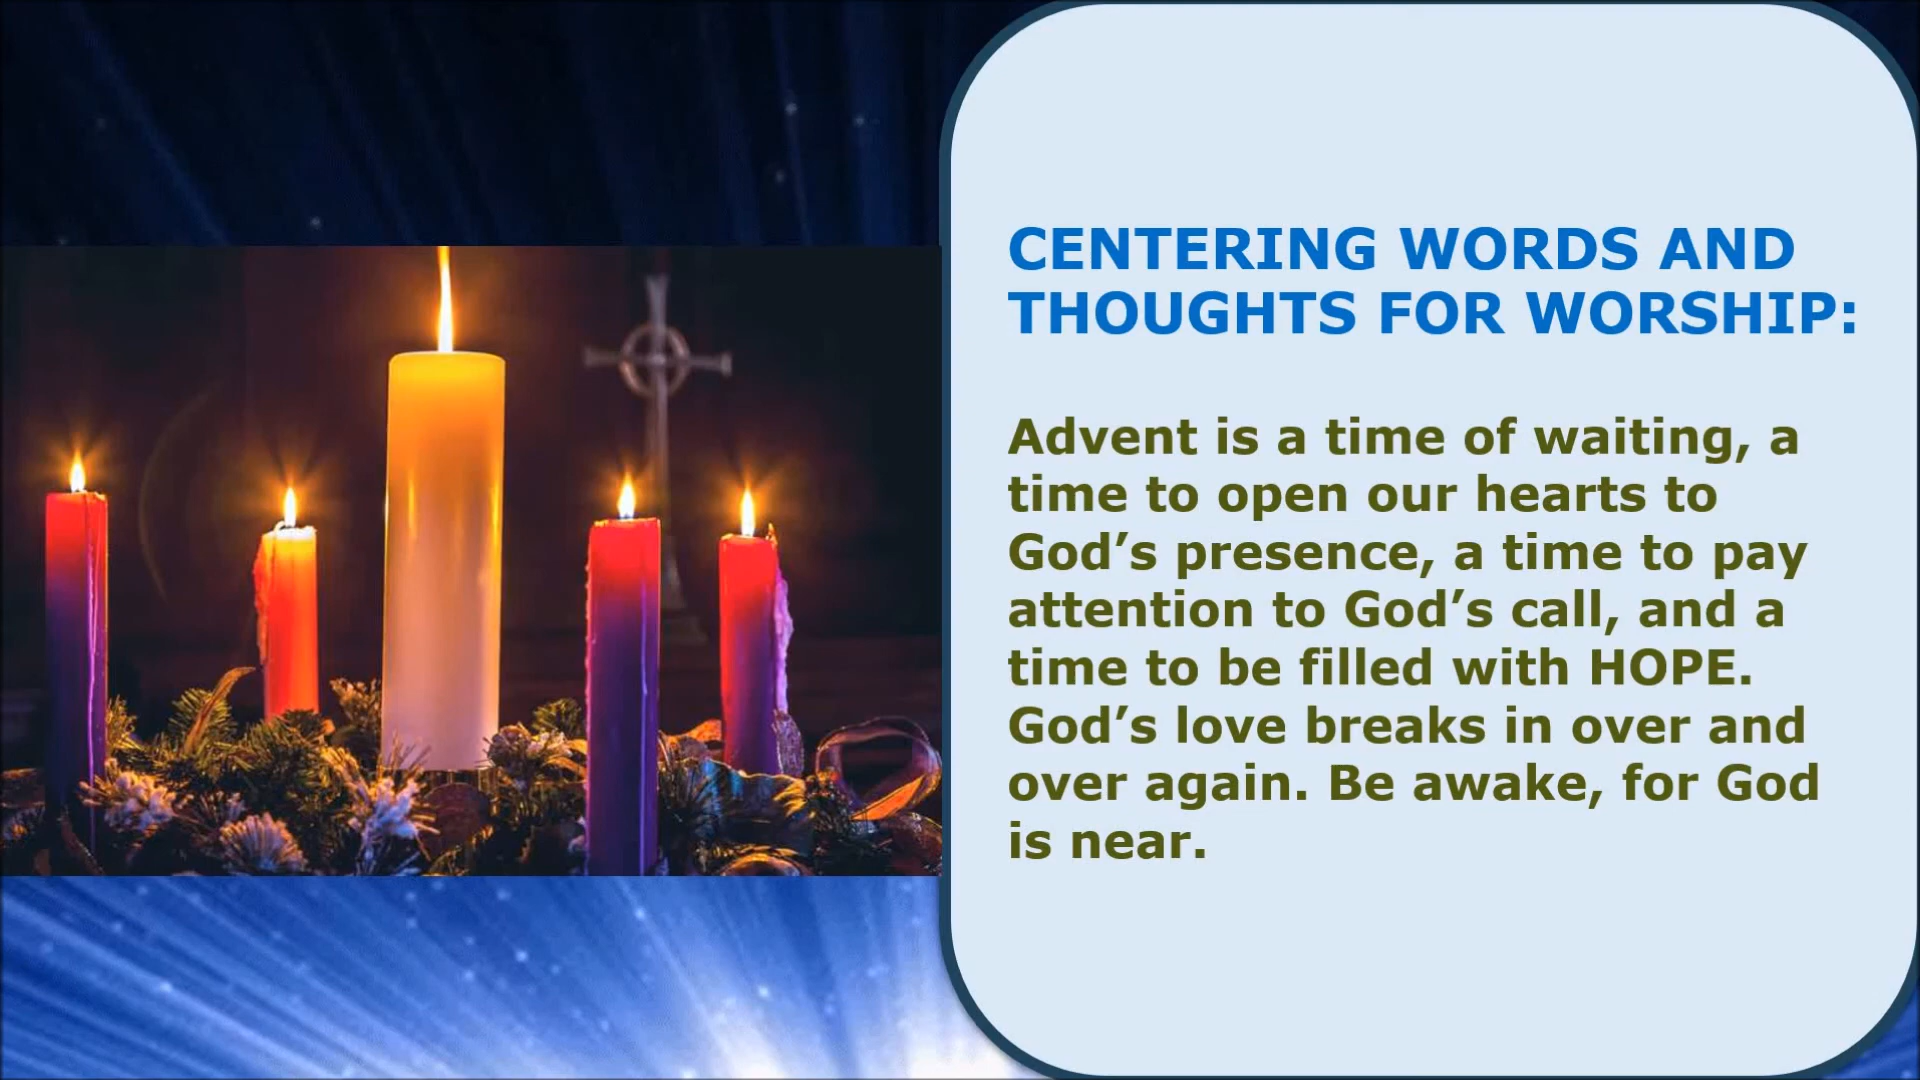 CENTERING WORDS AND
THOUGHTS FOR WORSHIP:
Advent is a time of waiting, a
time to open our hearts to
God’s presence, a time to pay
attention to God’s call, and a
time to be filled with HOPE.
God’s love breaks in over and
over again. Be awake, for God
is near.